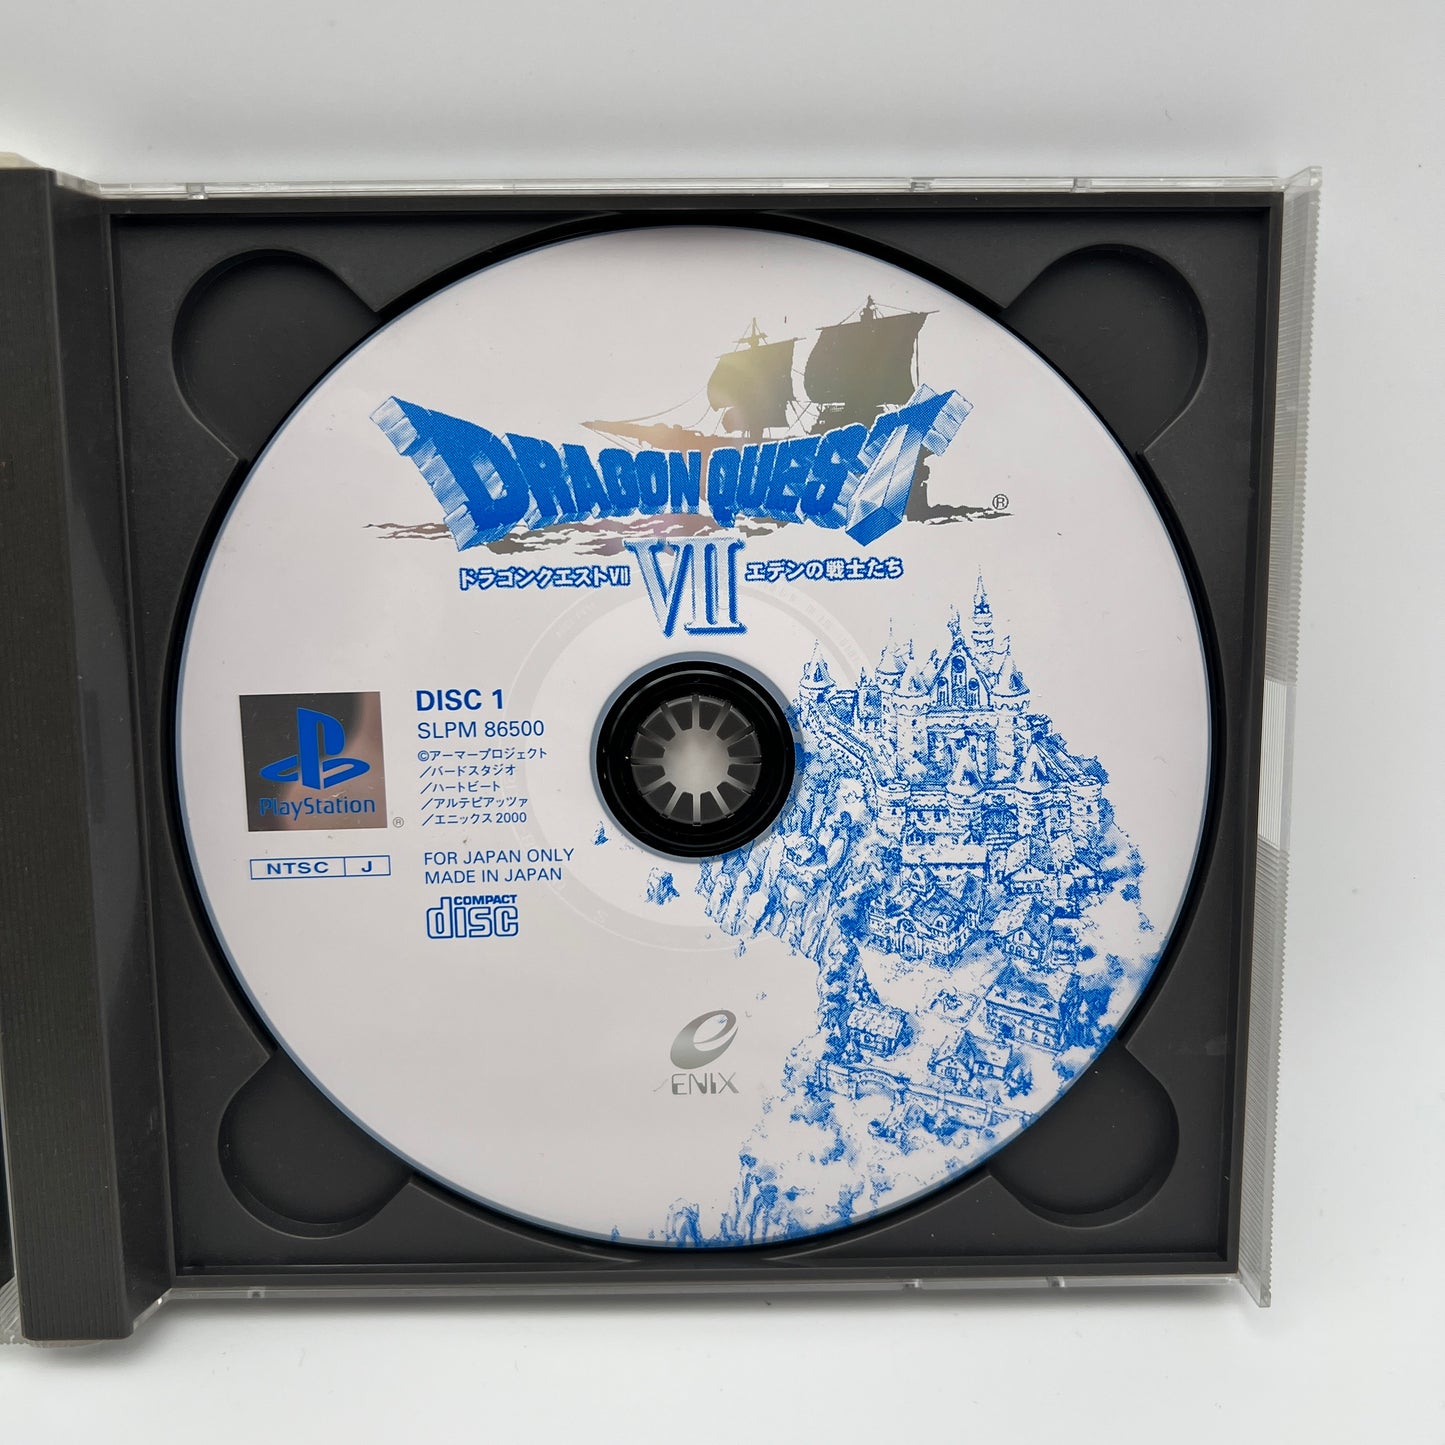 DRAGON QUEST
®
VII
ドラゴンクエストVII
エデンの戦士たち
DISC 1
SLPM 86500
©アーマープロジェクト
／バードスタジオ
／ハートビート
／アルテピアッツァ
／エニックス 2000
PlayStation
®
NTSC J
FOR JAPAN ONLY
MADE IN JAPAN
COMPACT
disc
ENIX